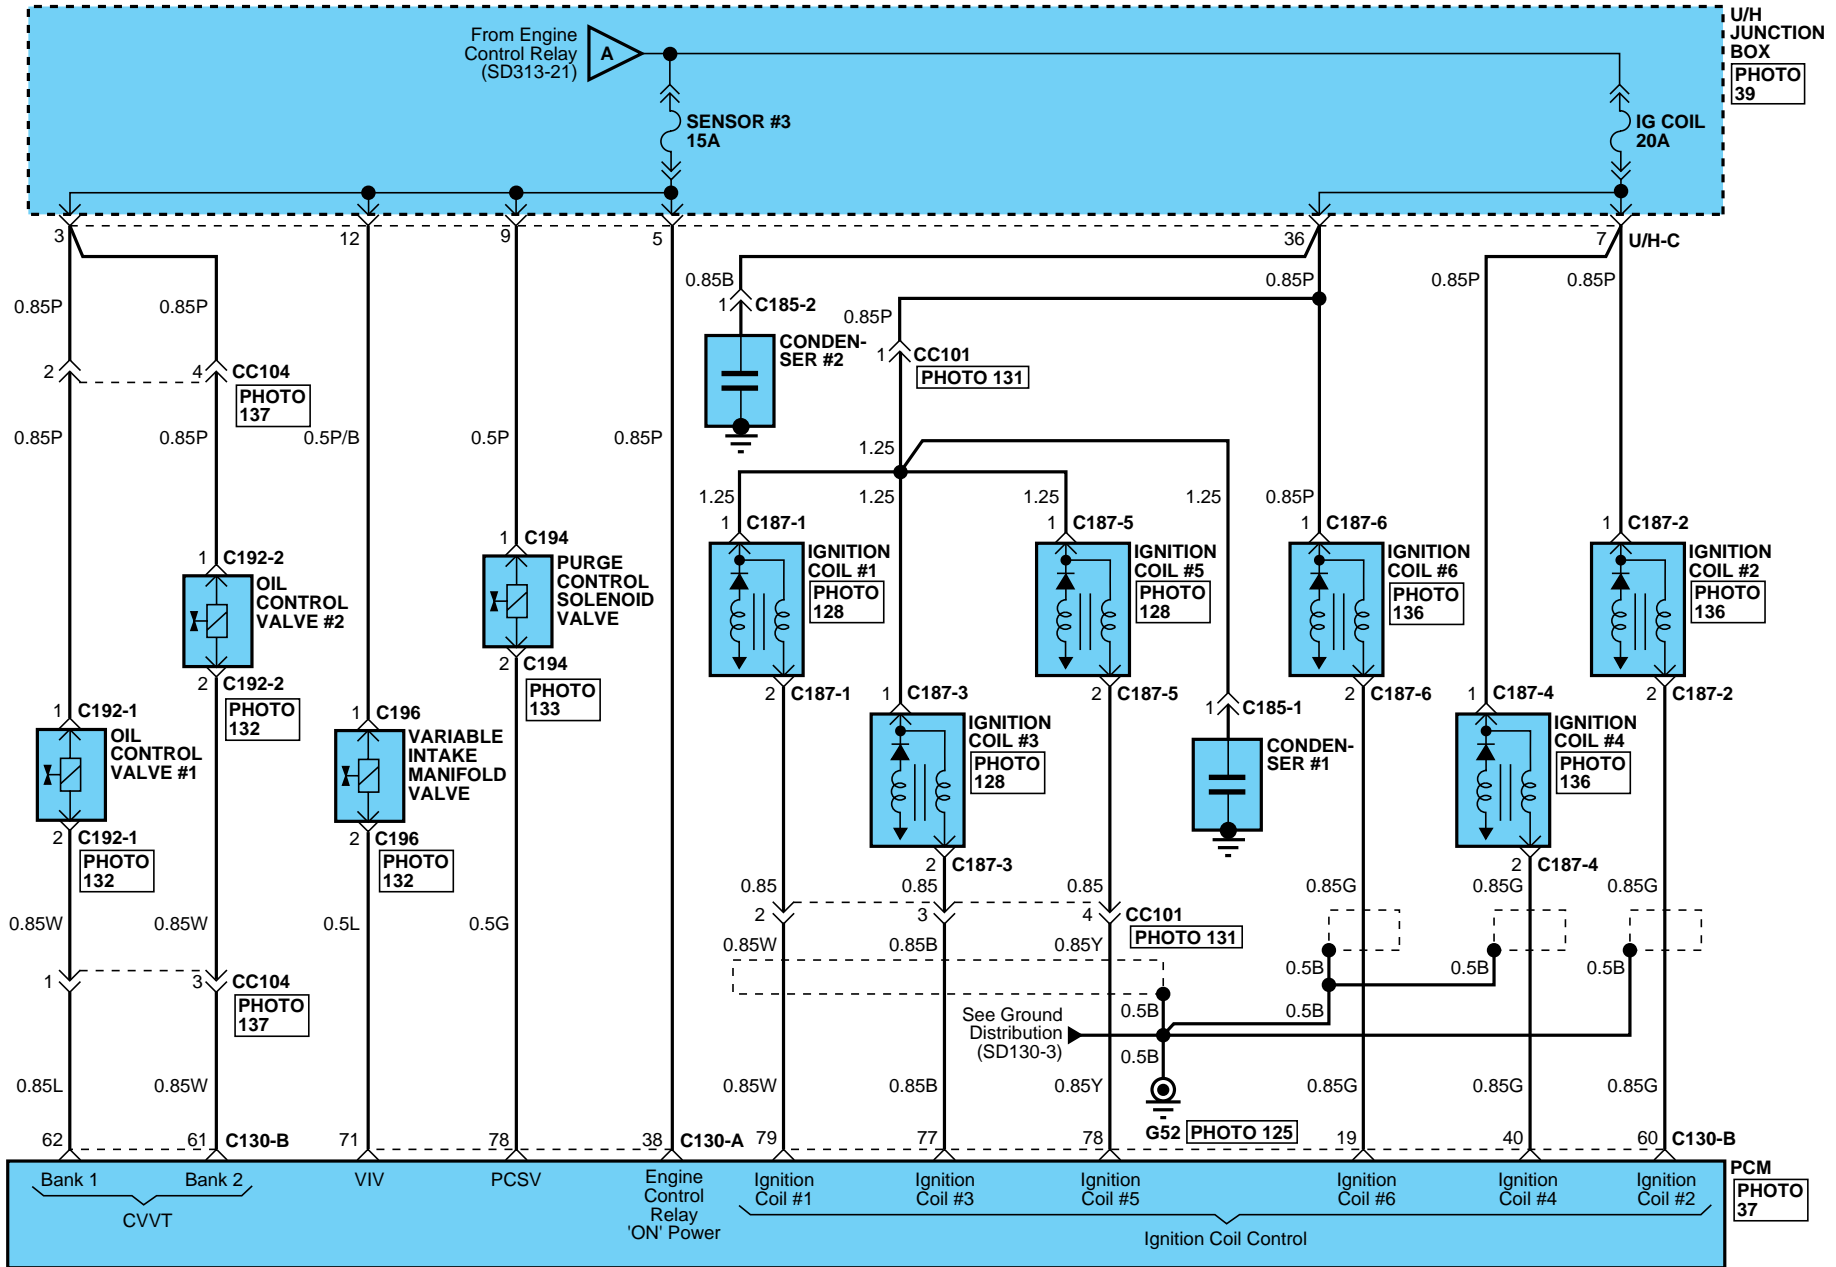 U/H
JUNCTION
BOX
PHOTO
39
From Engine
Control Relay
(SD313-21)
A
SENSOR #3
15A
IG COIL
20A
3
12
9
5
36
7
U/H-C
0.85P
0.85P
0.85B
0.85P
0.85P
0.85P
0.85P
1
C185-2
CONDEN-
SER #2
1
CC101
PHOTO 131
2
4
CC104
PHOTO
137
0.85P
0.85P
0.5P/B
0.5P
0.85P
1.25
1.25
1.25
1.25
1.25
0.85P
1
C187-1
IGNITION
COIL #1
PHOTO
128
2
C187-1
1
C187-5
IGNITION
COIL #5
PHOTO
128
2
C187-5
1
C187-6
IGNITION
COIL #6
PHOTO
136
2
C187-6
1
C187-2
IGNITION
COIL #2
PHOTO
136
2
C187-2
1
C194
PURGE
CONTROL
SOLENOID
VALVE
2
C194
PHOTO
133
1
C192-2
OIL
CONTROL
VALVE #2
2
C192-2
PHOTO
132
1
C192-1
OIL
CONTROL
VALVE #1
2
C192-1
PHOTO
132
1
C196
VARIABLE
INTAKE
MANIFOLD
VALVE
2
C196
PHOTO
132
1
C187-3
IGNITION
COIL #3
PHOTO
128
2
C187-3
1
C185-1
CONDEN-
SER #1
1
C187-4
IGNITION
COIL #4
PHOTO
136
2
C187-4
0.85
0.85
0.85
0.85G
0.85G
0.85G
2
3
4
CC101
PHOTO 131
0.85W
0.85W
0.5L
0.5G
0.85W
0.85B
0.85Y
1
3
CC104
PHOTO
137
0.5B
0.5B
0.5B
0.5B
0.5B
See Ground
Distribution
(SD130-3)
0.5B
0.85L
0.85W
0.85W
0.85B
0.85Y
0.85G
0.85G
0.85G
G52
PHOTO 125
62
61
C130-B
71
78
38
C130-A
79
77
78
19
40
60
C130-B
PCM
PHOTO
37
Bank 1
Bank 2
CVVT
VIV
PCSV
Engine
Control
Relay
'ON' Power
Ignition
Coil #1
Ignition
Coil #3
Ignition
Coil #5
Ignition
Coil #6
Ignition
Coil #4
Ignition
Coil #2
Ignition Coil Control